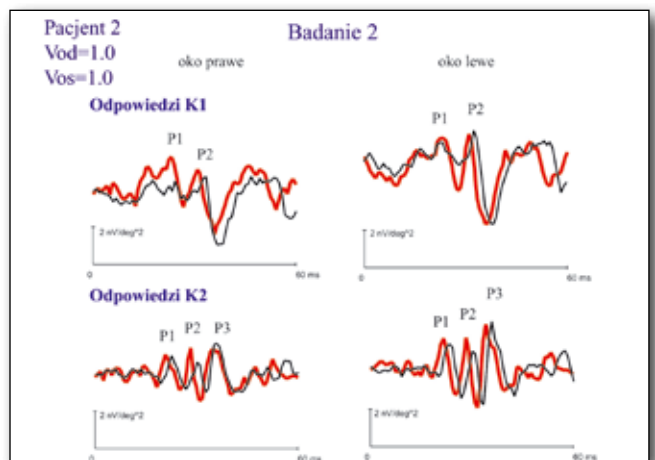 Pacjent 2
Vod=1.0
Vos=1.0
Badanie 2
oko prawe
oko lewe
Odpowiedzi K1
P1
P2
P1
P2
2 nV/deg^2
0
60 ms
2 nV/deg^2
0
60 ms
Odpowiedzi K2
P1
P2
P3
P1
P2
P3
2 nV/deg^2
0
60 ms
2 nV/deg^2
0
60 ms